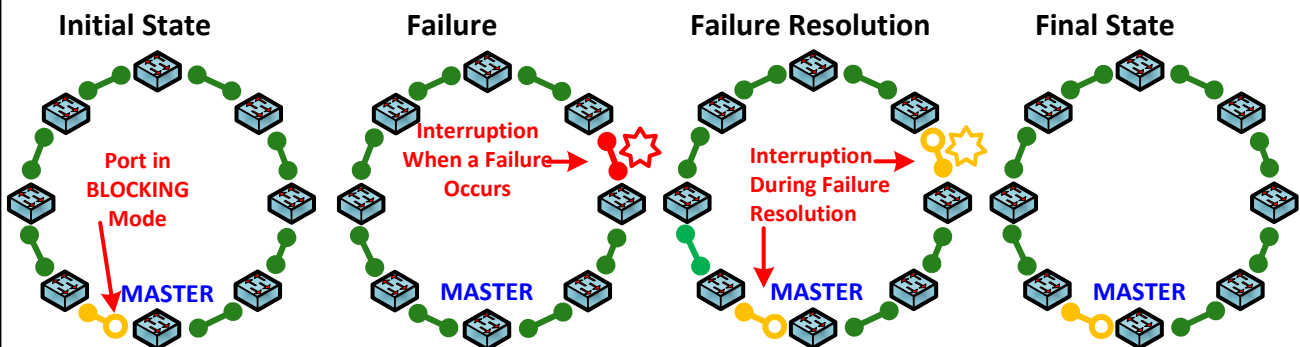 Initial State
Failure
Failure Resolution
Final State
Port in
BLOCKING
Mode
MASTER
Interruption
When a Failure
Occurs
MASTER
Interruption
During Failure
Resolution
MASTER
MASTER